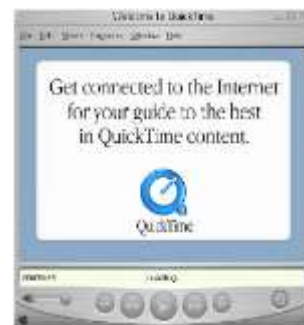 Welcome to QuickTime
Get connected to the Internet
for your guide to the best
in QuickTime content.
QuickTime